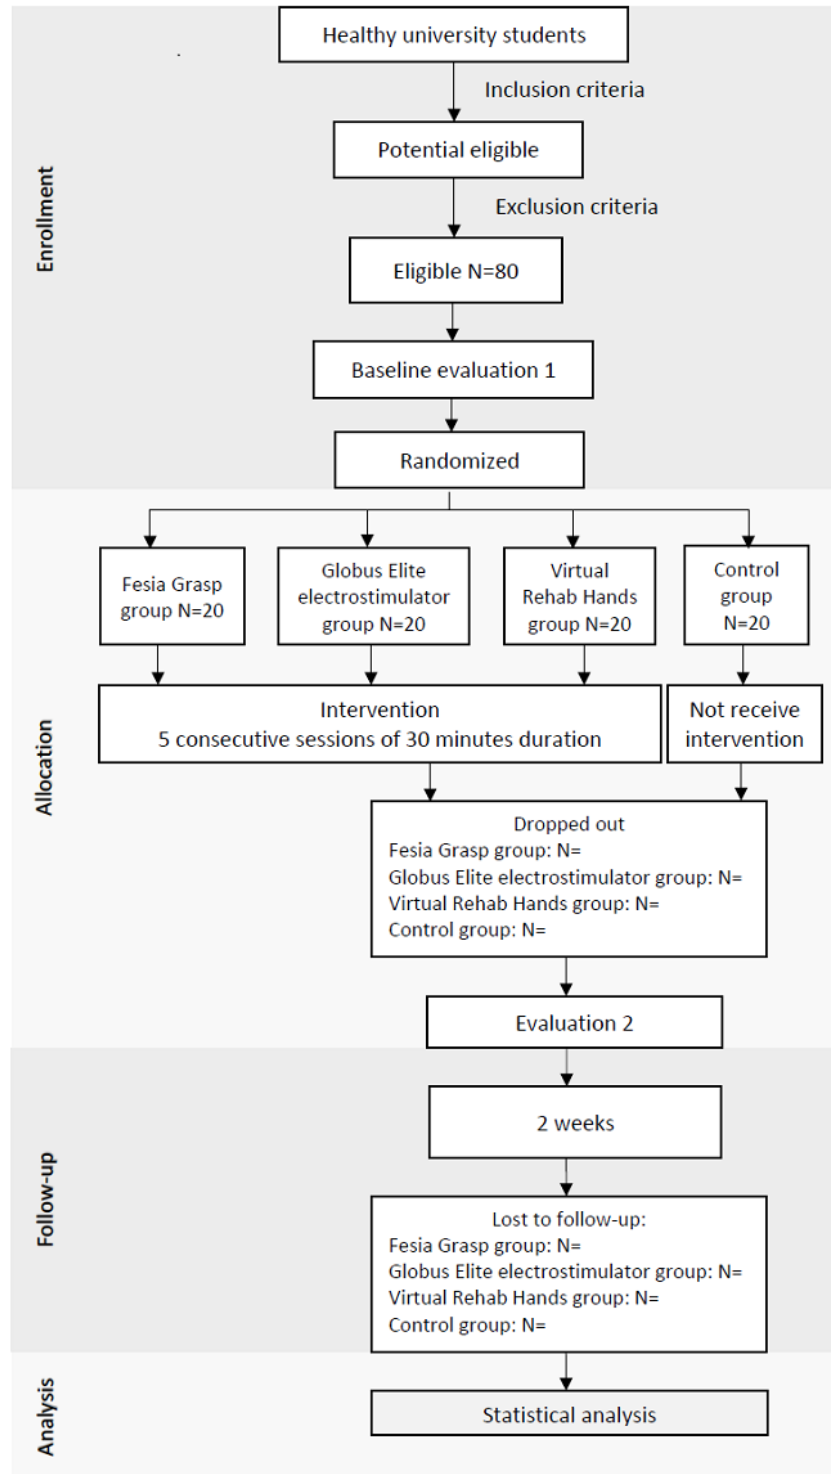 Healthy university students
Inclusion criteria
Potential eligible
Exclusion criteria
Eligible N=80
Baseline evaluation 1
Randomized
Enrollment
Fesia Grasp
group N=20
Globus Elite
electrostimulator
group N=20
Virtual
Rehab Hands
group N=20
Control
group
N=20
Intervention
5 consecutive sessions of 30 minutes duration
Not receive
intervention
Dropped out
Fesia Grasp group: N=
Globus Elite electrostimulator group: N=
Virtual Rehab Hands group: N=
Control group: N=
Evaluation 2
Allocation
2 weeks
Lost to follow-up:
Fesia Grasp group: N=
Globus Elite electrostimulator group: N=
Virtual Rehab Hands group: N=
Control group: N=
Follow-up
Statistical analysis
Analysis